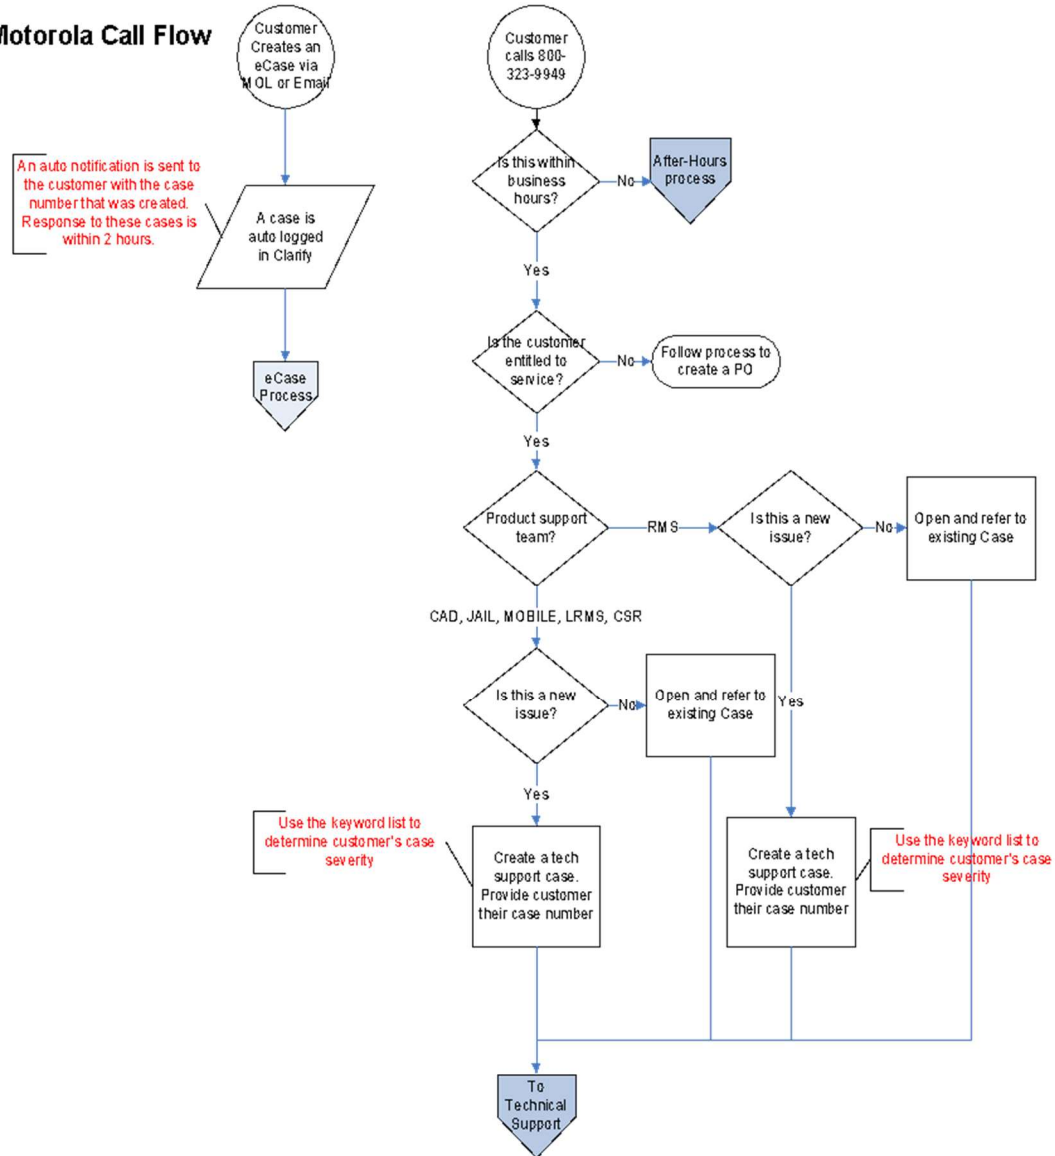 Motorola Call Flow
Customer
Creates an
eCase via
MOL or Email
Customer
calls 800-
323-9949
An auto notification is sent to
the customer with the case
number that was created.
Response to these cases is
within 2 hours.
A case is
auto logged
in Clarify
eCase
Process
Is this within
business
hours?
No
After-Hours
process
Yes
Is the customer
entitled to
service?
No
Follow process to
create a PO
Yes
Product support
team?
RMS
Is this a new
issue?
No
Open and refer to
existing Case
CAD, JAIL, MOBILE, LRMS, CSR
Is this a new
issue?
No
Open and refer to
existing Case
Yes
Yes
Use the keyword list to
determine customer's case
severity
Create a tech
support case.
Provide customer
their case number
Create a tech
support case.
Provide customer
their case number
Use the keyword list to
determine customer's case
severity
To
Technical
Support